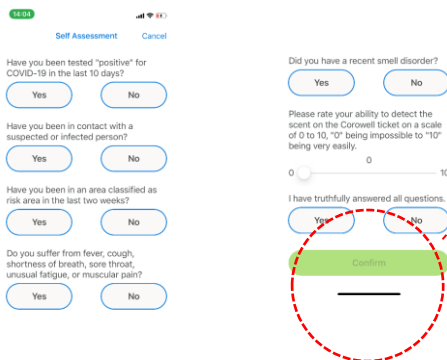 14:04
Self Assessment
Cancel
Have you been tested "positive" for
COVID-19 in the last 10 days?
Yes
No
Have you been in contact with a
suspected or infected person?
Yes
No
Have you been in an area classified as
risk area in the last two weeks?
Yes
No
Do you suffer from fever, cough,
shortness of breath, sore throat,
unusual fatigue, or muscular pain?
Yes
No
Did you have a recent smell disorder?
Yes
No
Please rate your ability to detect the
scent on the Corowell ticket on a scale
of 0 to 10, "0" being impossible to "10"
being very easily.
0
0
10
I have truthfully answered all questions.
Yes
No
Confirm